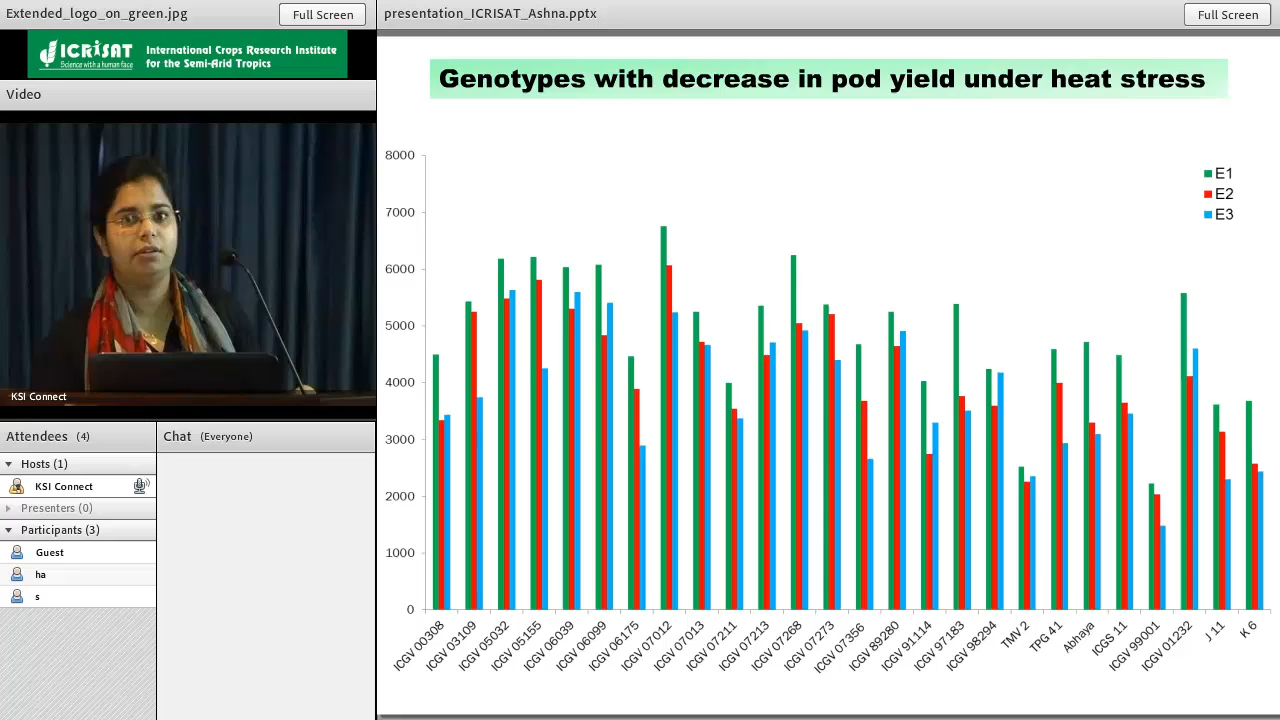 Extended_logo_on_green.jpg
Full Screen
ICRISAT
Science with a human face
International Crops Research Institute
for the Semi-Arid Tropics
Video
KSI Connect
Attendees (4)
Hosts (1)
KSI Connect
Presenters (0)
Participants (3)
Guest
ha
s
Chat (Everyone)
presentation_ICRISAT_Ashna.pptx
Full Screen
Genotypes with decrease in pod yield under heat stress
8000
7000
6000
5000
4000
3000
2000
1000
0
E1
E2
E3
ICGV 00308
ICGV 03109
ICGV 05032
ICGV 05155
ICGV 06039
ICGV 06099
ICGV 06175
ICGV 07012
ICGV 07013
ICGV 07211
ICGV 07213
ICGV 07268
ICGV 07273
ICGV 07356
ICGV 89280
ICGV 91114
ICGV 97183
ICGV 98294
TMV 2
TPG 41
Abhaya
ICGS 11
ICGV 99001
ICGV 01232
J 11
K 6